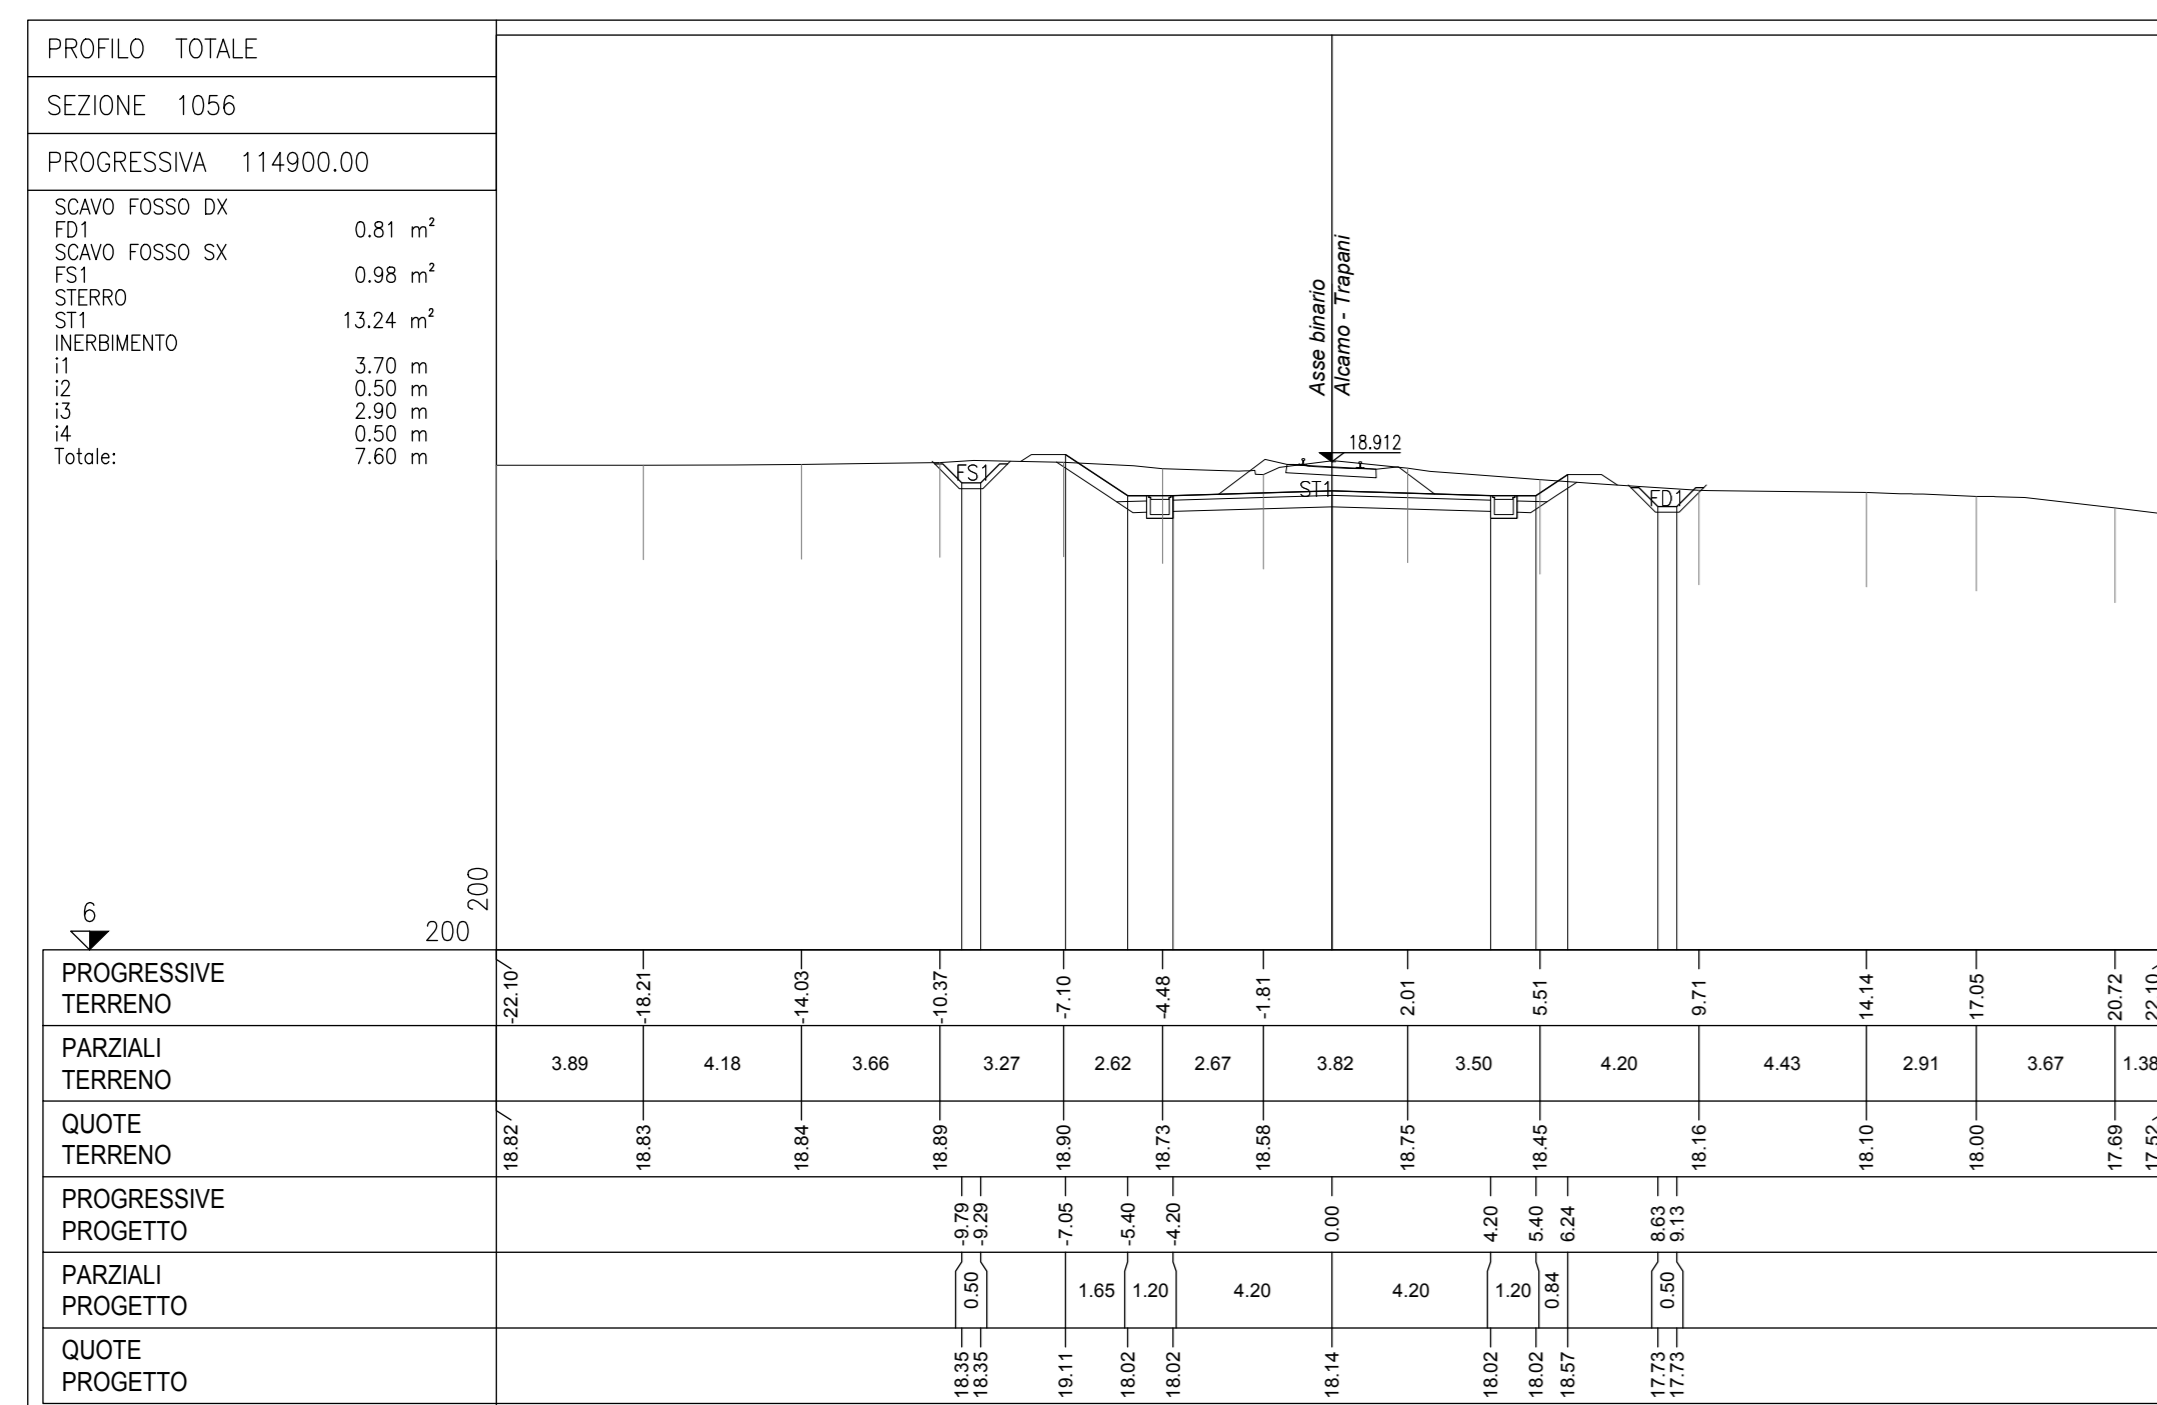 PROFILO TOTALE
SEZIONE 1056
PROGRESSIVA 114900.00
SCAVO FOSSO DX
FD1 0.81 m²
SCAVO FOSSO SX
FS1 0.98 m²
STERRO
ST1 13.24 m²
INERBIMENTO
i1 3.70 m
i2 0.50 m
i3 2.90 m
i4 0.50 m
Totale: 7.60 m
Asse binario
Alcamo - Trapani
18.912
FS1
ST1
FD1
6
200
200
PROGRESSIVE
TERRENO
-22.10 -18.21 -14.03 -10.37 -7.10 -4.48 -1.81 2.01 5.51 9.71 14.14 17.05 20.72 22.10
PARZIALI
TERRENO
3.89 4.18 3.66 3.27 2.62 2.67 3.82 3.50 4.20 4.43 2.91 3.67 1.38
QUOTE
TERRENO
18.82 18.83 18.84 18.89 18.90 18.73 18.58 18.75 18.45 18.16 18.10 18.00 17.69 17.52
PROGRESSIVE
PROGETTO
-9.79 -9.29 -7.05 -5.40 -4.20 0.00 4.20 5.40 6.24 8.63 9.13
PARZIALI
PROGETTO
0.50 1.65 1.20 4.20 4.20 1.20 0.84 0.50
QUOTE
PROGETTO
18.35 18.35 19.11 18.02 18.02 18.14 18.02 18.02 18.57 17.73 17.73